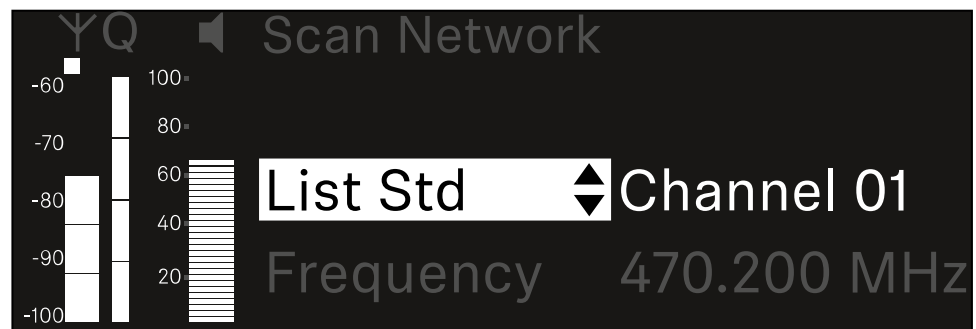 Q Scan Network
-60 100
-70 80
-80 60 List Std Channel 01
40
-90 20 Frequency 470.200 MHz
-100